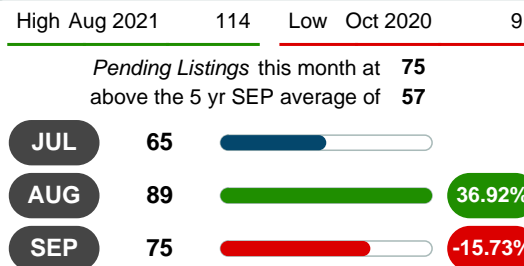 High Aug 2021 114 Low Oct 2020 9
Pending Listings this month at 75
above the 5 yr SEP average of 57
JUL 65
AUG 89 36.92%
SEP 75 -15.73%